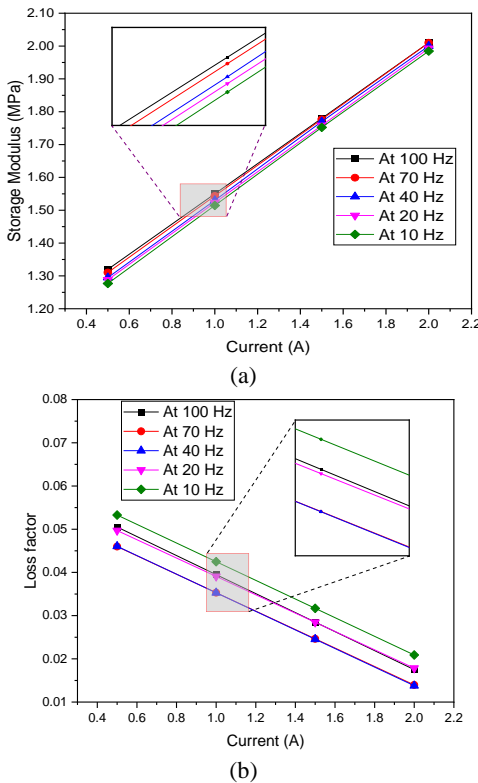 2.10
2.00
1.90
1.80
1.70
1.60
1.50
1.40
1.30
1.20
Storage Modulus (MPa)
At 100 Hz
At 70 Hz
At 40 Hz
At 20 Hz
At 10 Hz
0.4 0.6 0.8 1.0 1.2 1.4 1.6 1.8 2.0 2.2
Current (A)
(a)
0.08
0.07
0.06
0.05
0.04
0.03
0.02
0.01
Loss factor
At 100 Hz
At 70 Hz
At 40 Hz
At 20 Hz
At 10 Hz
0.4 0.6 0.8 1.0 1.2 1.4 1.6 1.8 2.0 2.2
Current (A)
(b)